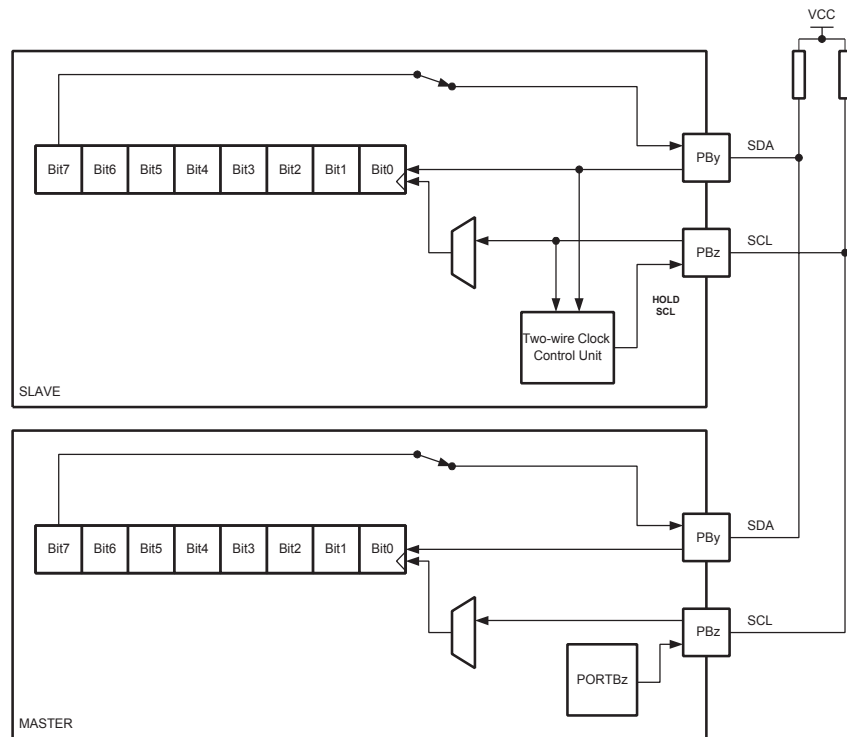 VCC
Bit7 Bit6 Bit5 Bit4 Bit3 Bit2 Bit1 Bit0
PBy
SDA
PBz
SCL
HOLD
SCL
Two-wire Clock
Control Unit
SLAVE
Bit7 Bit6 Bit5 Bit4 Bit3 Bit2 Bit1 Bit0
PBy
SDA
PBz
SCL
PORTBz
MASTER